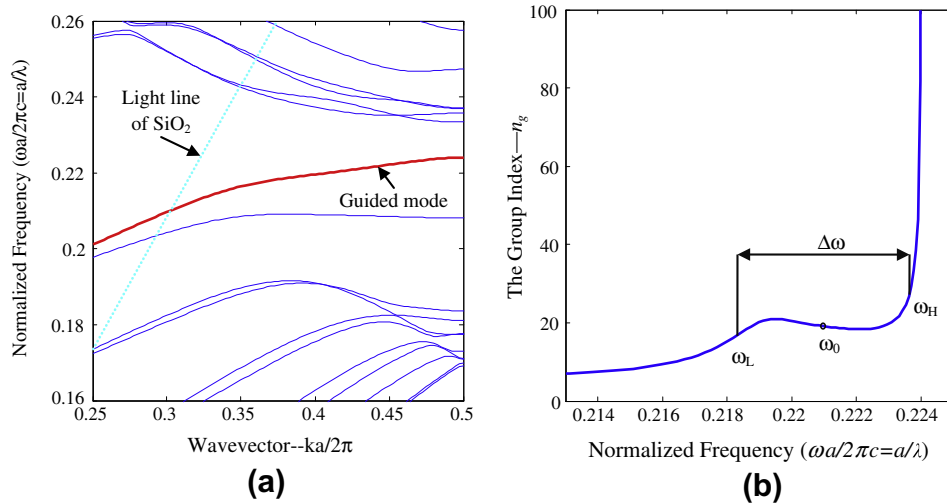 Normalized Frequency (ωa/2πc=a/λ)
0.26
0.24
0.22
0.2
0.18
0.16
Light line
of SiO₂
Guided mode
0.25
0.3
0.35
0.4
0.45
0.5
Wavevector--ka/2π
(a)
The Group Index—n_g
100
80
60
40
20
0
Δω
ω_L
ω₀
ω_H
0.214
0.216
0.218
0.22
0.222
0.224
Normalized Frequency (ωa/2πc=a/λ)
(b)